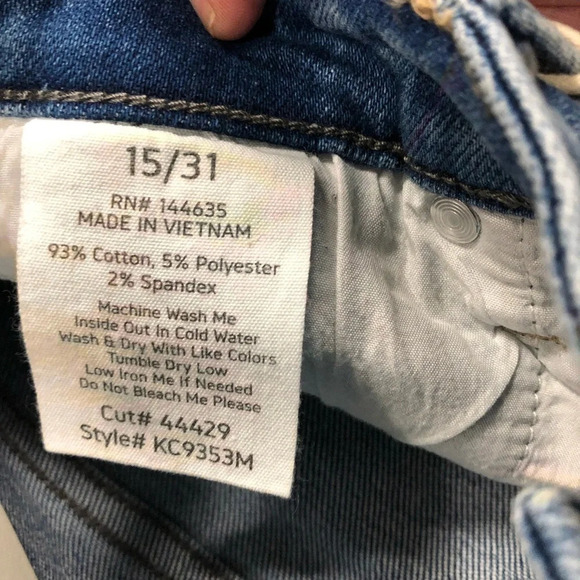 15/31
RN# 144635
MADE IN VIETNAM
93% Cotton, 5% Polyester
2% Spandex
Machine Wash Me
Inside Out In Cold Water
Wash & Dry With Like Colors
Tumble Dry Low
Low Iron Me If Needed
Do Not Bleach Me Please
Cut# 44429
Style# KC9353M